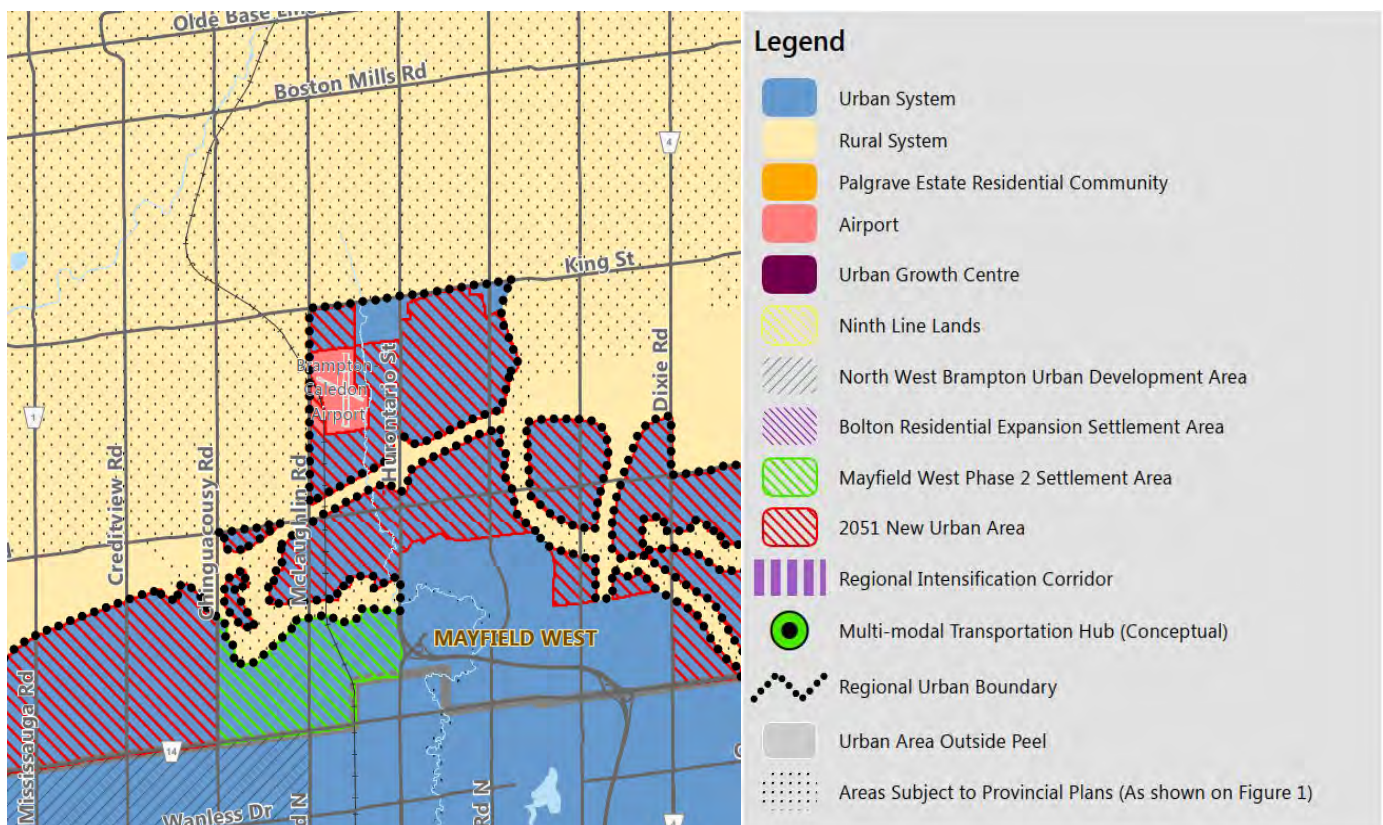 Olde Base Line
Boston Mills Rd
4
King St
Dixie Rd
Brampton-
Caledon
Airport
Hurontario St
1
Creditview Rd
Chinguacousy Rd
McLaughlin Rd
MAYFIELD WEST
Mississauga Rd
14
Wanless Dr
d N
Rd N
4
Legend
Urban System
Rural System
Palgrave Estate Residential Community
Airport
Urban Growth Centre
Ninth Line Lands
North West Brampton Urban Development Area
Bolton Residential Expansion Settlement Area
Mayfield West Phase 2 Settlement Area
2051 New Urban Area
Regional Intensification Corridor
Multi-modal Transportation Hub (Conceptual)
Regional Urban Boundary
Urban Area Outside Peel
Areas Subject to Provincial Plans (As shown on Figure 1)